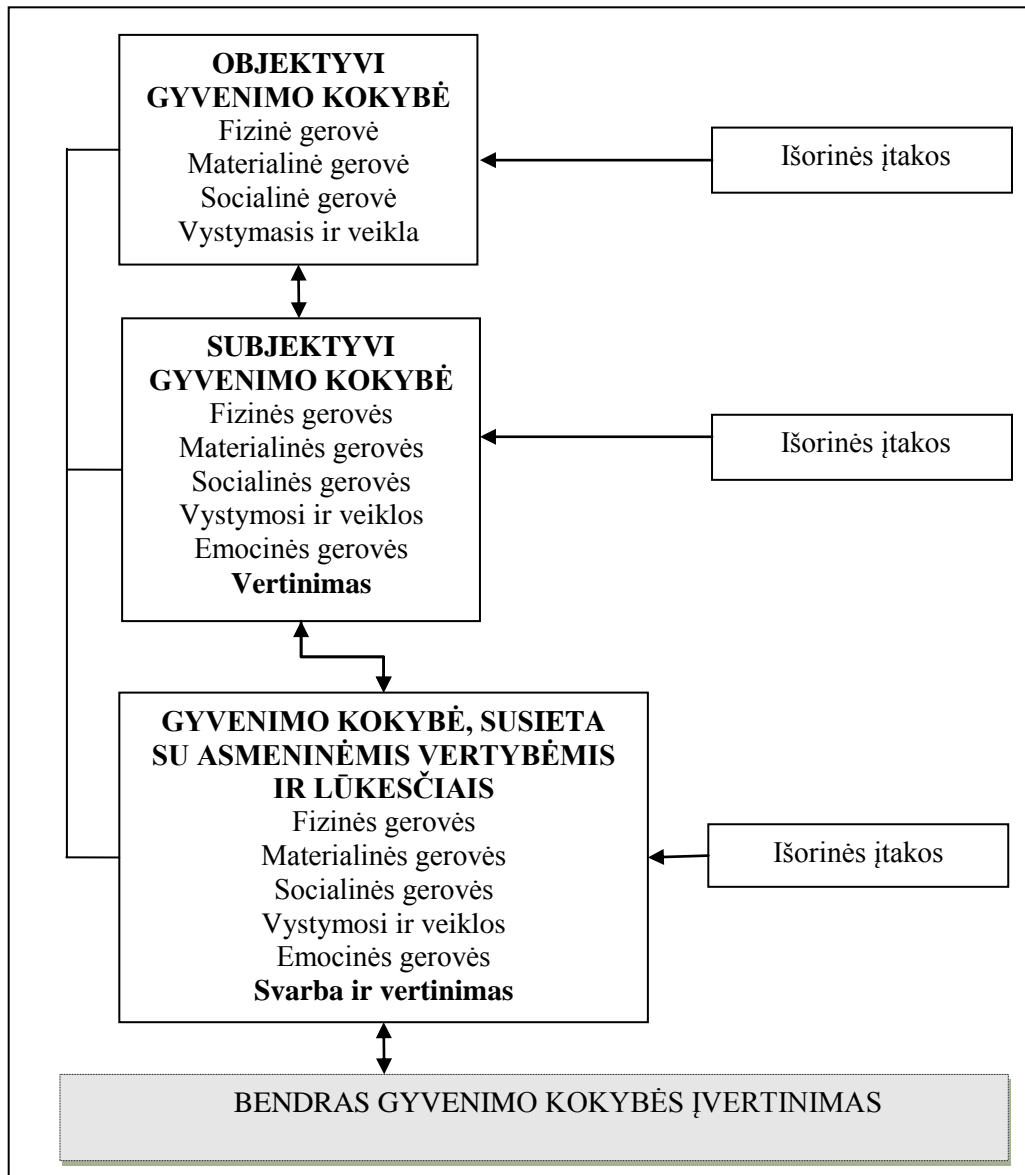 OBJEKTYVI
GYVENIMO KOKYBĖ
Fizinė gerovė
Materialinė gerovė
Socialinė gerovė
Vystymasis ir veikla
Išorinės įtakos
SUBJEKTYVI
GYVENIMO KOKYBĖ
Fizinės gerovės
Materialinės gerovės
Socialinės gerovės
Vystymosi ir veiklos
Emocinės gerovės
Vertinimas
Išorinės įtakos
GYVENIMO KOKYBĖ, SUSIETA
SU ASMENINĖMIS VERTYBĖMIS
IR LŪKESČIAIS
Fizinės gerovės
Materialinės gerovės
Socialinės gerovės
Vystymosi ir veiklos
Emocinės gerovės
Svarba ir vertinimas
Išorinės įtakos
BENDRAS GYVENIMO KOKYBĖS ĮVERTINIMAS